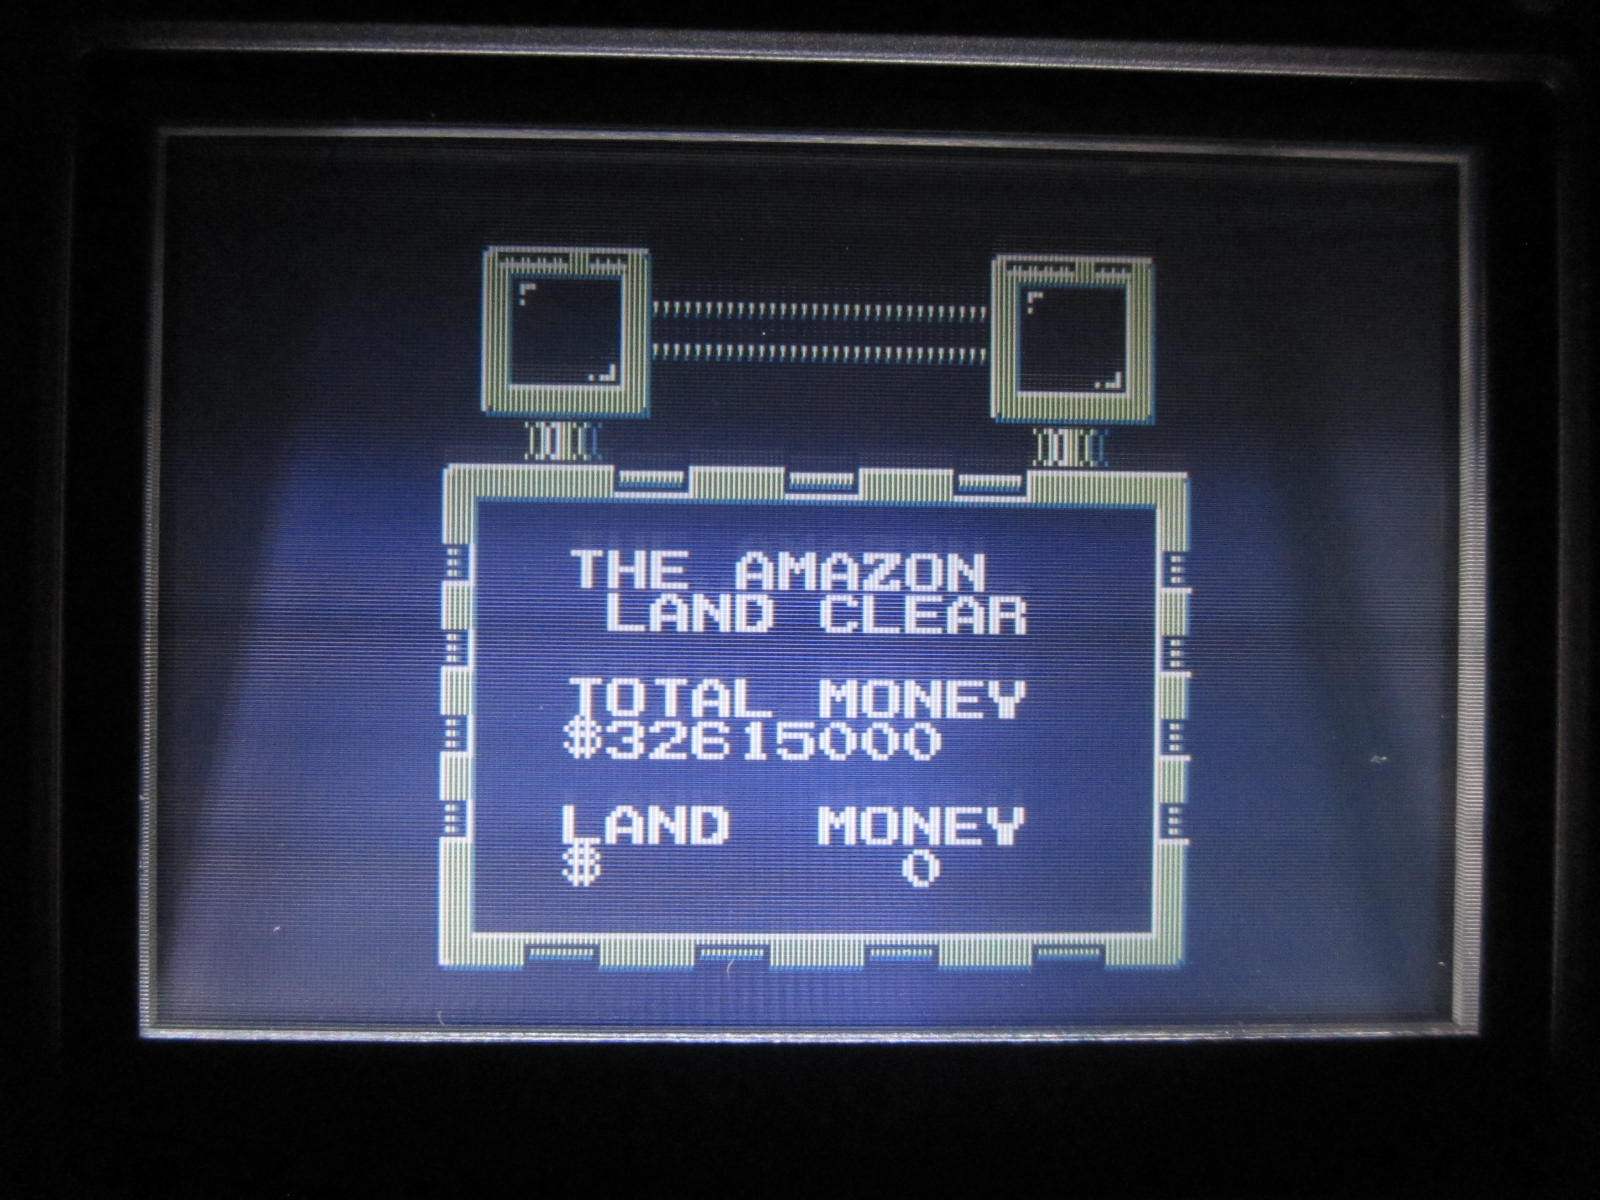 THE AMAZON
LAND CLEAR
TOTAL MONEY
$32615000
LAND MONEY
$ 0